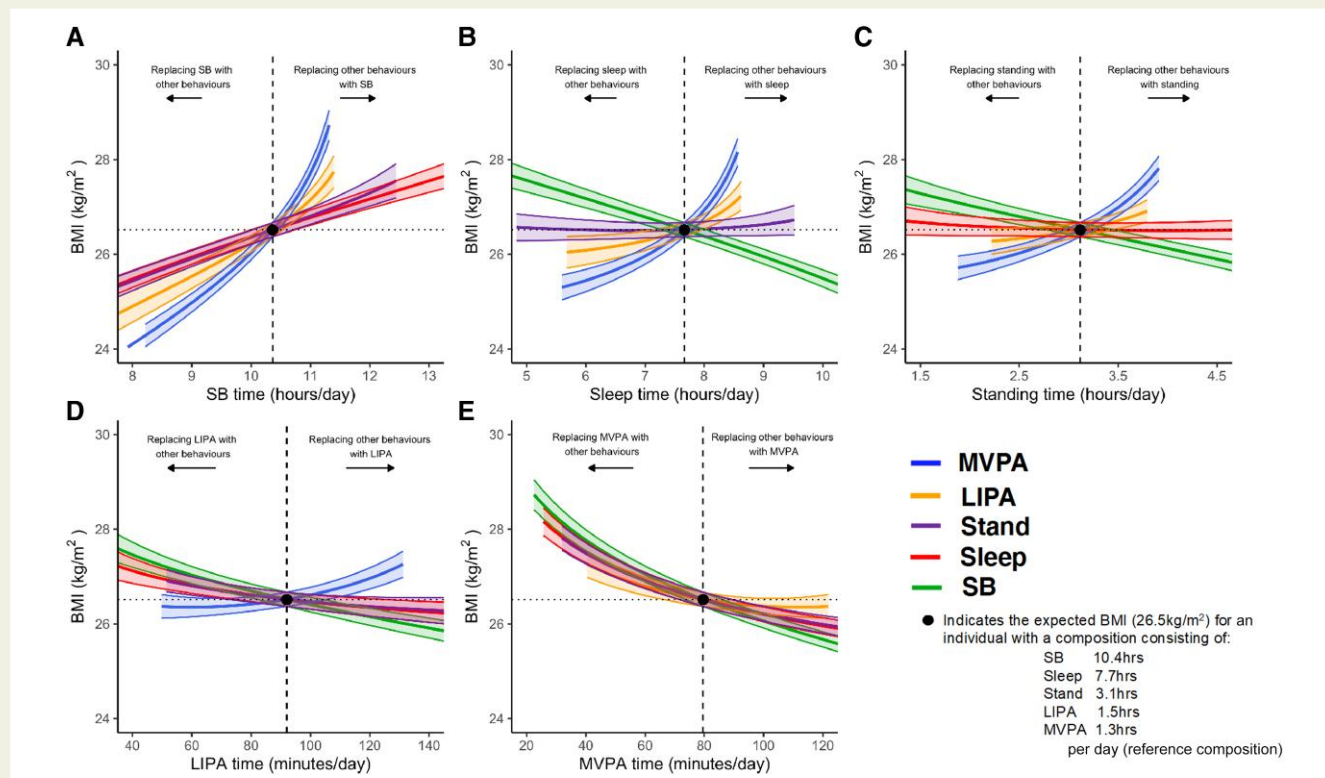 A
Replacing SB with
other behaviours
Replacing other behaviours
with SB
BMI (kg/m²)
30
28
26
24
8 9 10 11 12 13
SB time (hours/day)
B
Replacing sleep with
other behaviours
Replacing other behaviours
with sleep
BMI (kg/m²)
30
28
26
24
5 6 7 8 9 10
Sleep time (hours/day)
C
Replacing standing with
other behaviours
Replacing other behaviours
with standing
BMI (kg/m²)
30
28
26
24
1.5 2.5 3.5 4.5
Standing time (hours/day)
D
Replacing LIPA with
other behaviours
Replacing other behaviours
with LIPA
BMI (kg/m²)
30
28
26
24
40 60 80 100 120 140
LIPA time (minutes/day)
E
Replacing MVPA with
other behaviours
Replacing other behaviours
with MVPA
BMI (kg/m²)
30
28
26
24
20 40 60 80 100 120
MVPA time (minutes/day)
MVPA
LIPA
Stand
Sleep
SB
Indicates the expected BMI (26.5kg/m²) for an
individual with a composition consisting of:
SB 10.4hrs
Sleep 7.7hrs
Stand 3.1hrs
LIPA 1.5hrs
MVPA 1.3hrs
per day (reference composition)